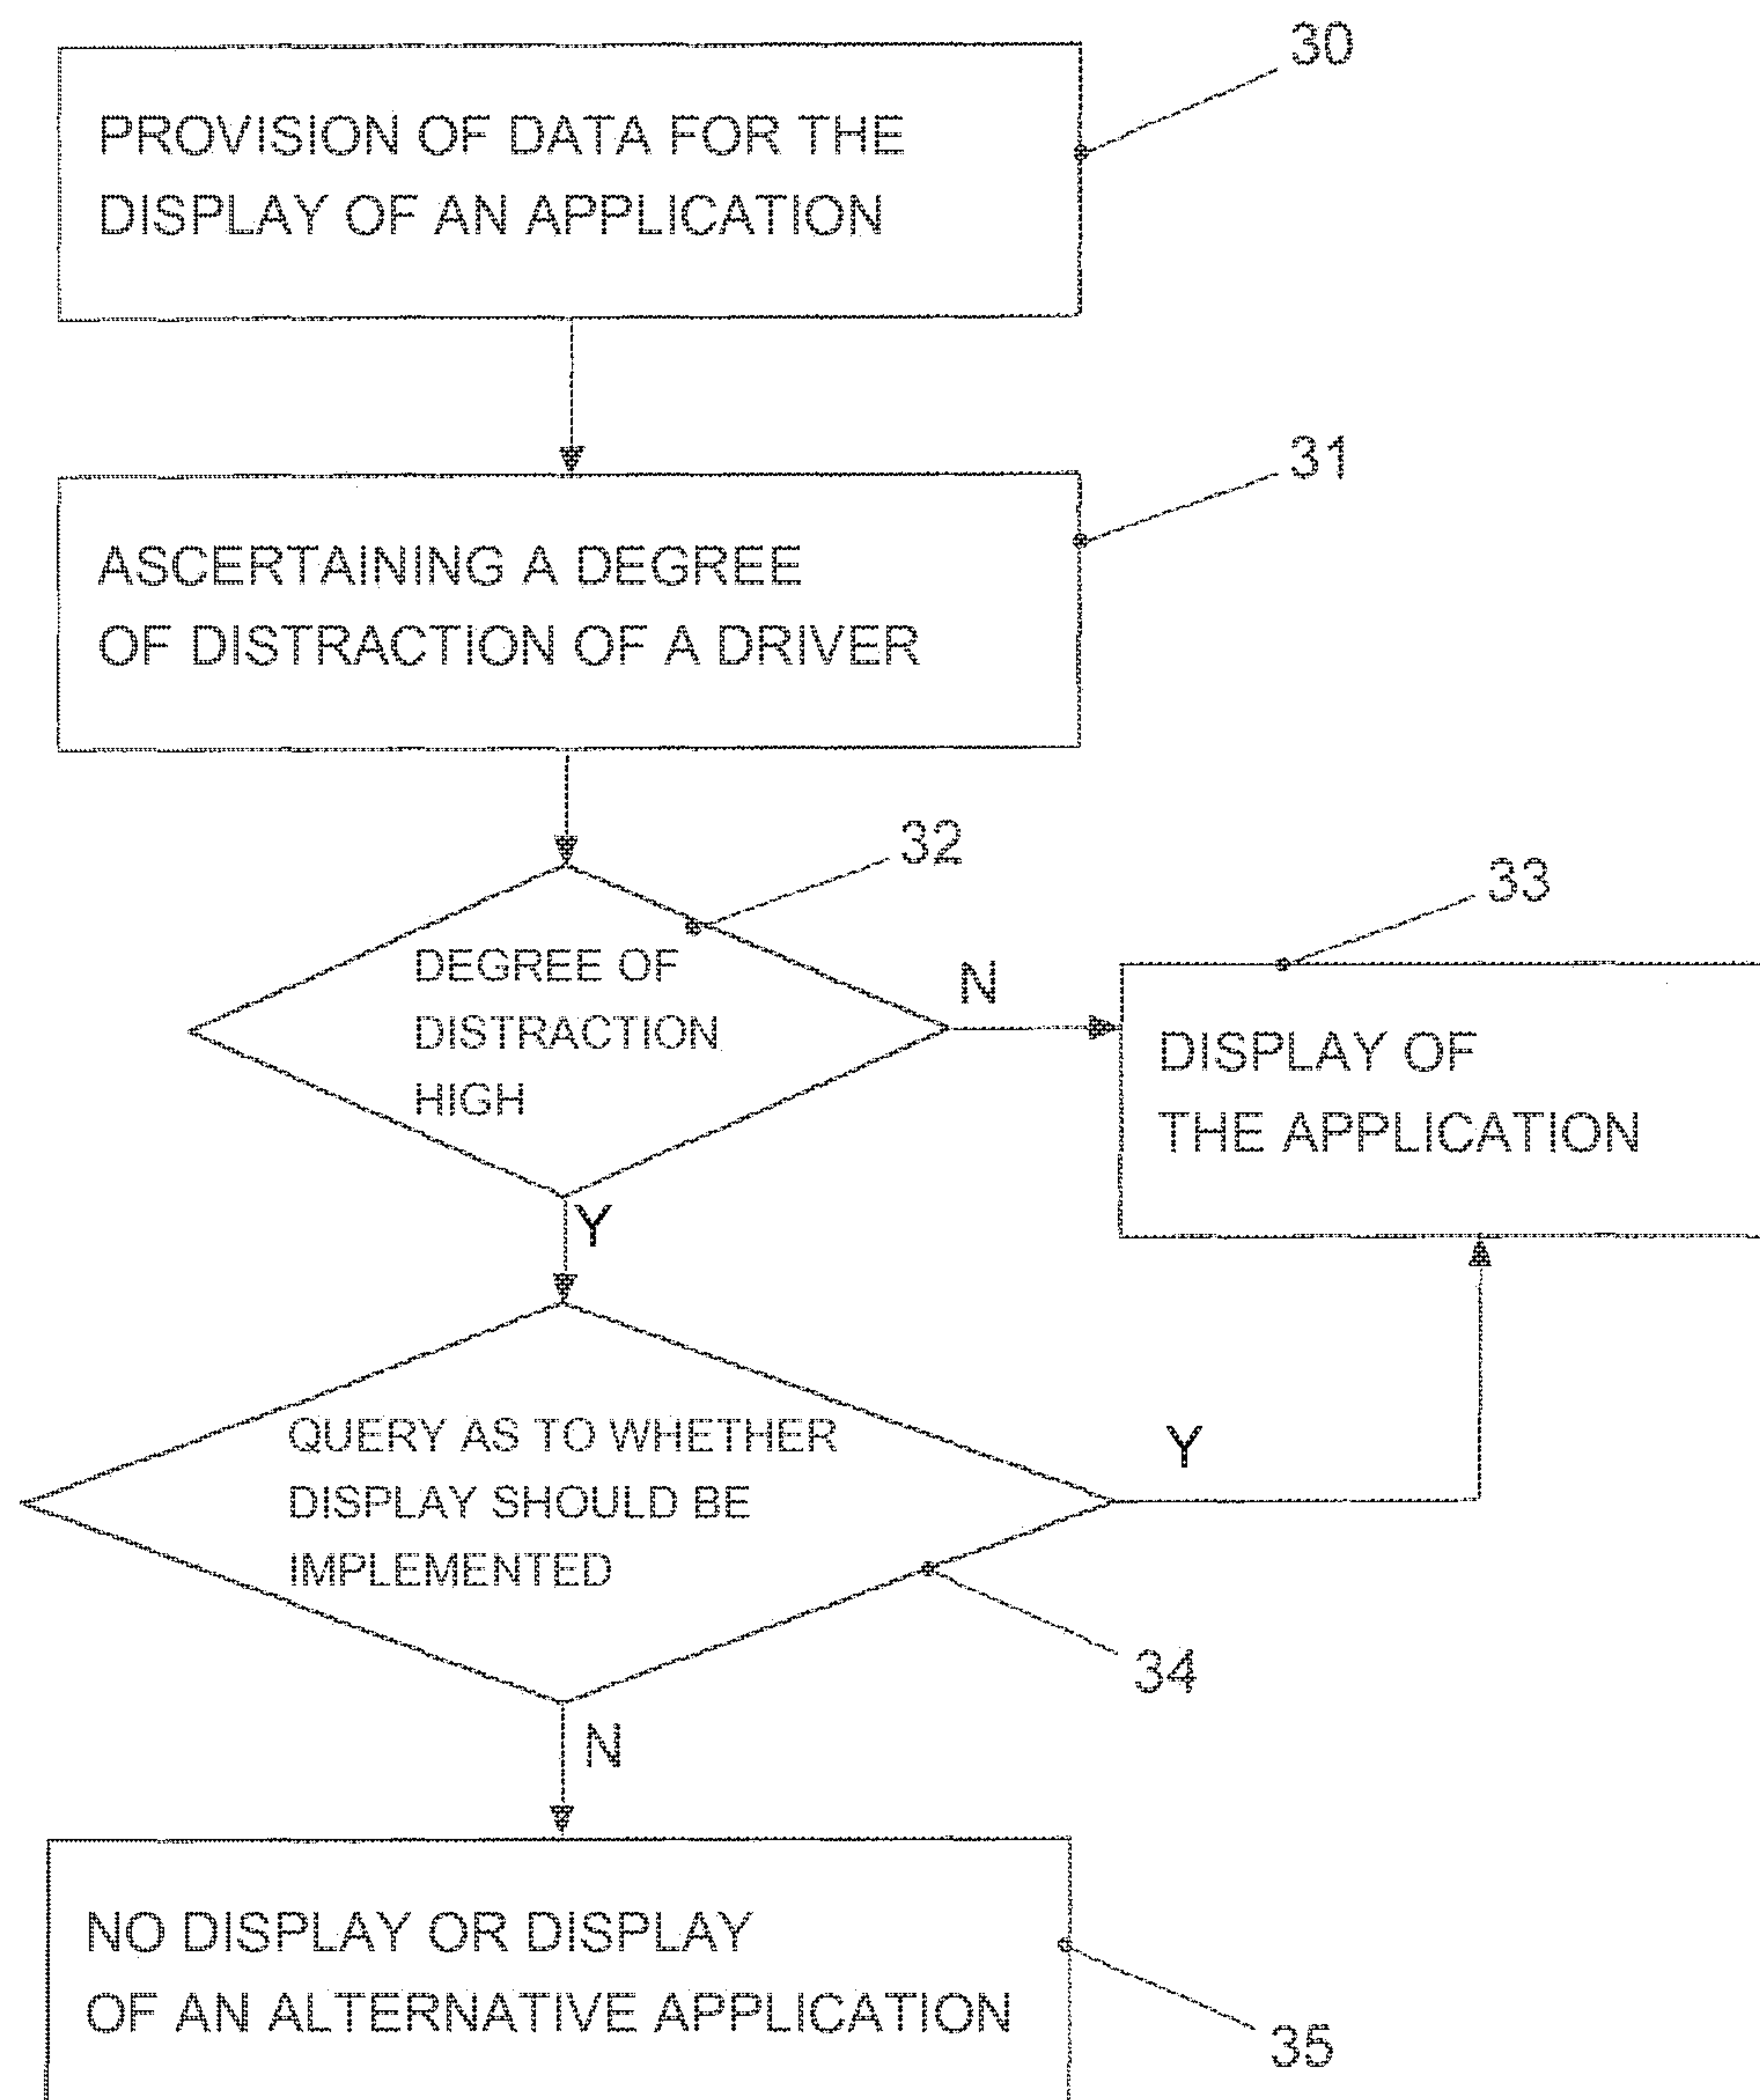 30
PROVISION OF DATA FOR THE
DISPLAY OF AN APPLICATION
31
ASCERTAINING A DEGREE
OF DISTRACTION OF A DRIVER
32
33
DEGREE OF
DISTRACTION
HIGH
N
DISPLAY OF
THE APPLICATION
Y
QUERY AS TO WHETHER
DISPLAY SHOULD BE
IMPLEMENTED
Y
34
N
NO DISPLAY OR DISPLAY
OF AN ALTERNATIVE APPLICATION
35